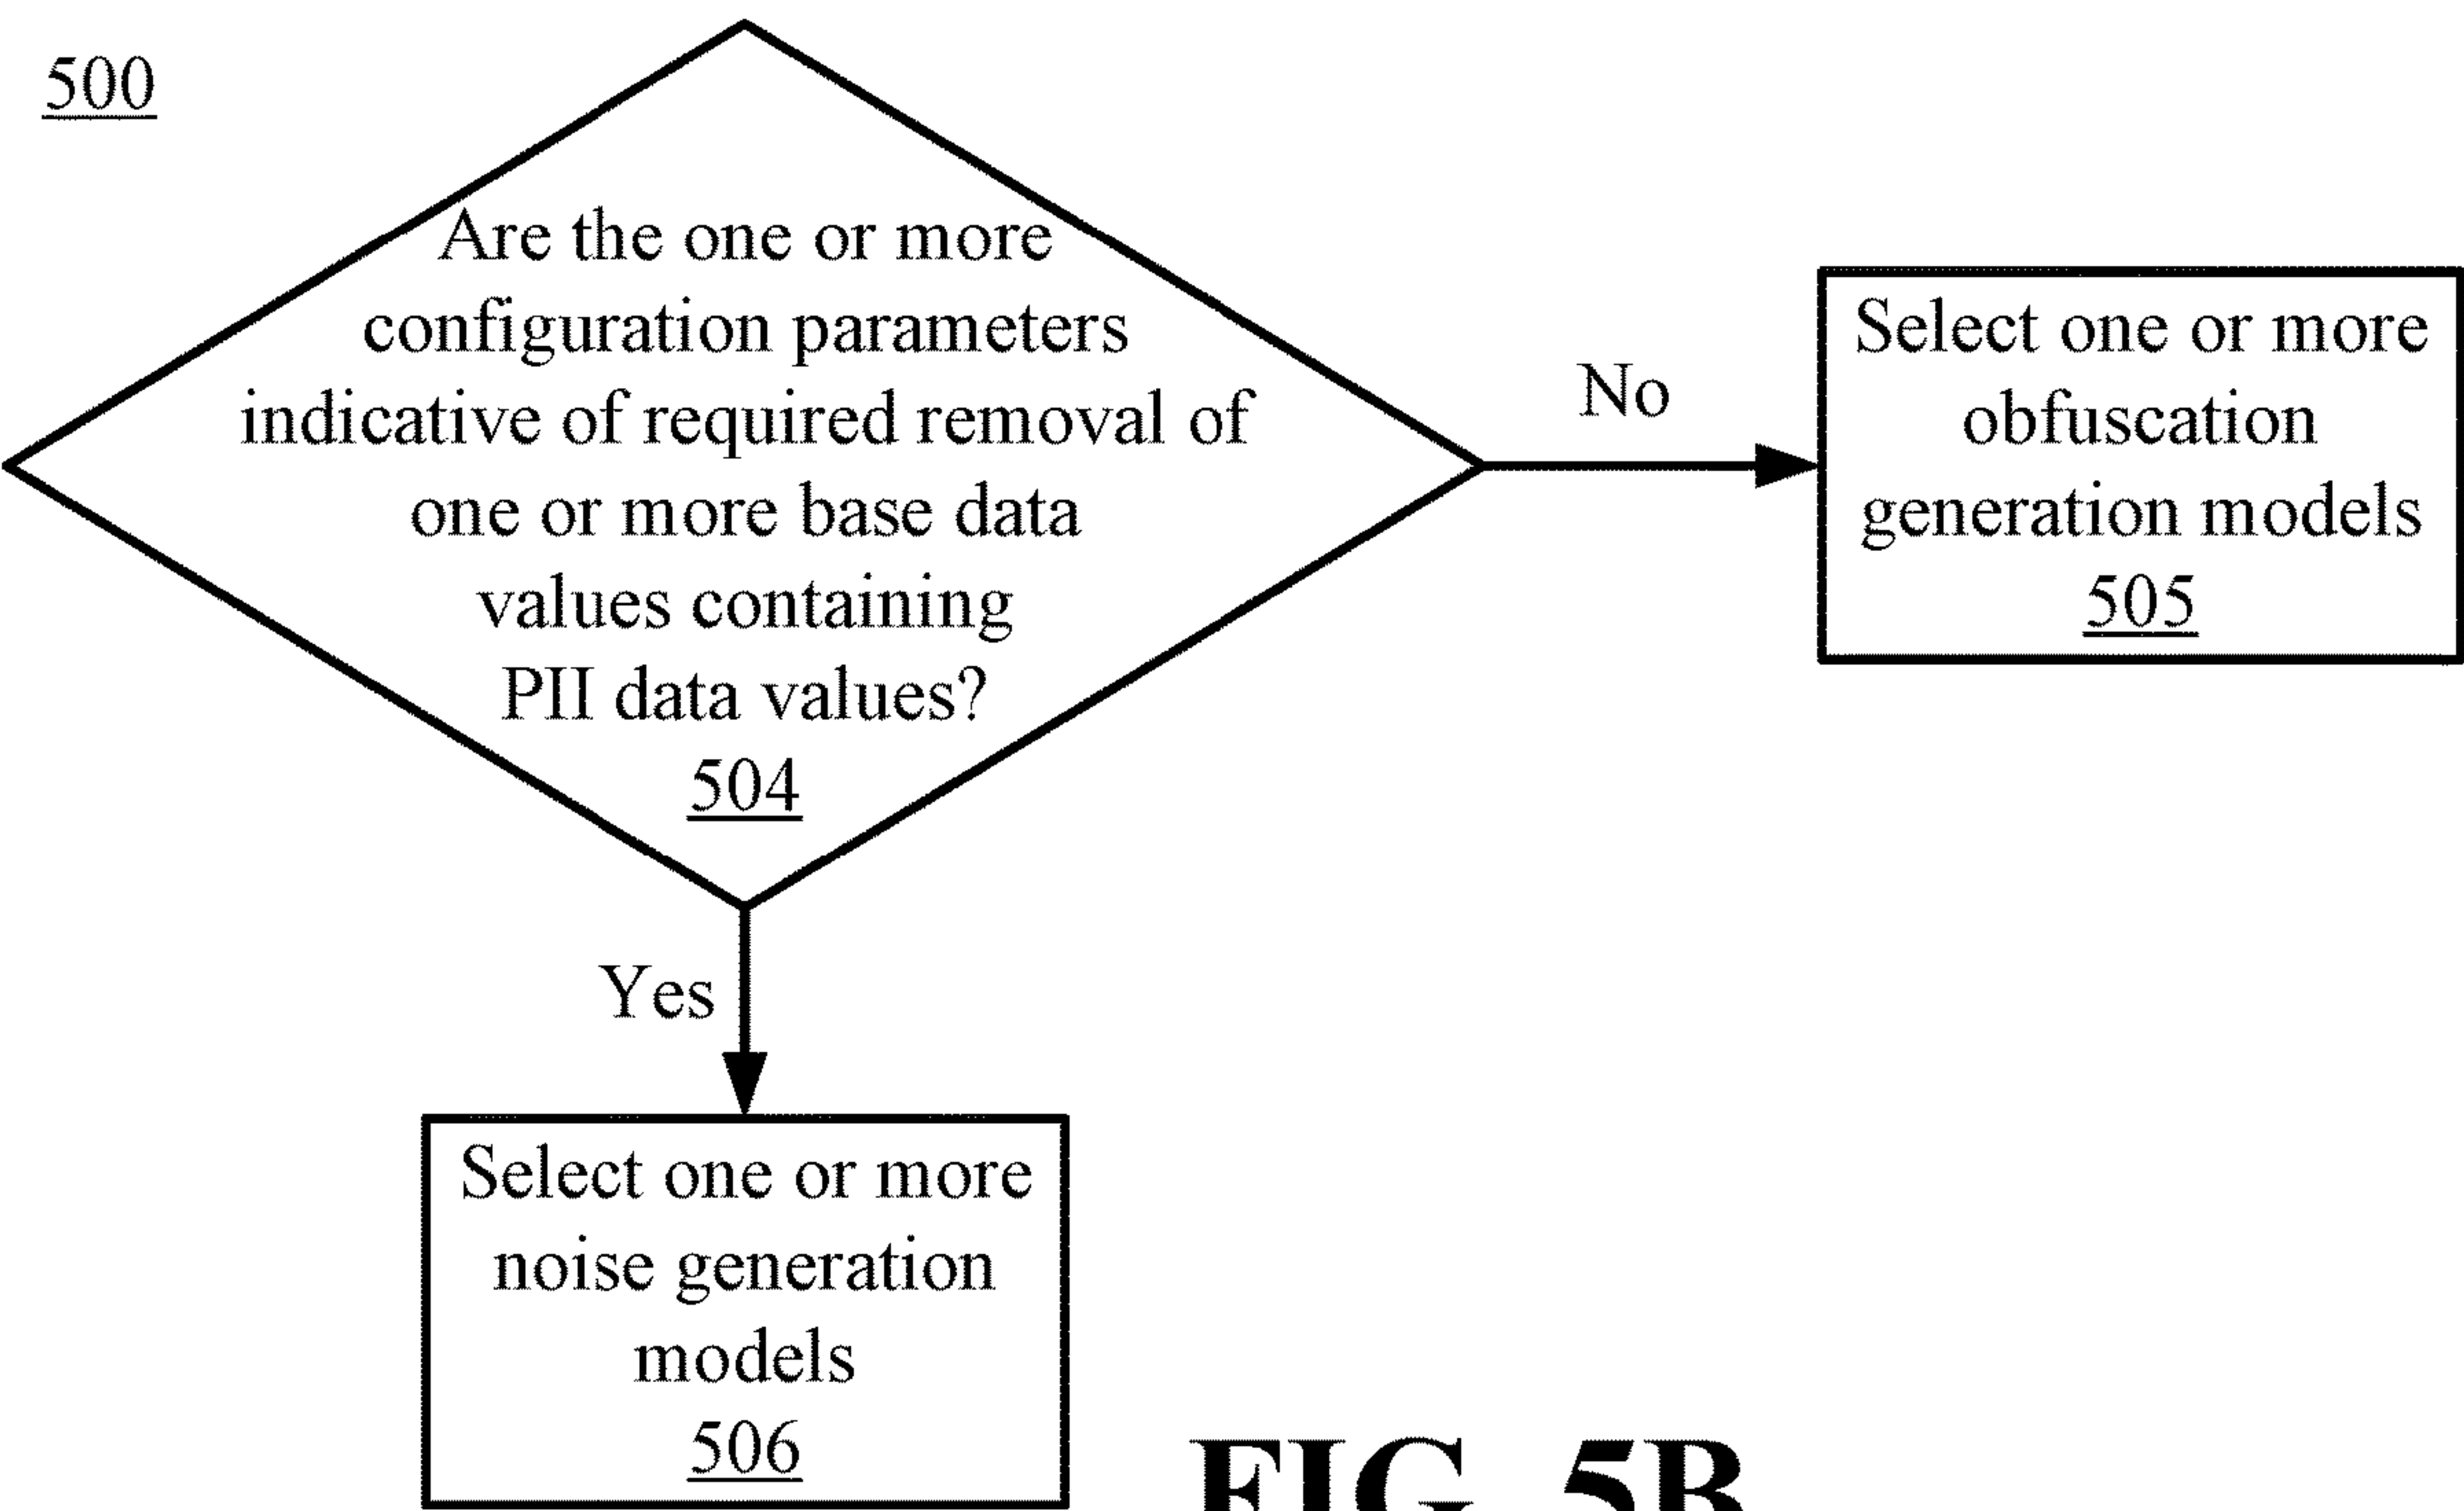 500
Are the one or more
configuration parameters
indicative of required removal of
one or more base data
values containing
PII data values?
504
No
Select one or more
obfuscation
generation models
505
Yes
Select one or more
noise generation
models
506
FIG. 5B